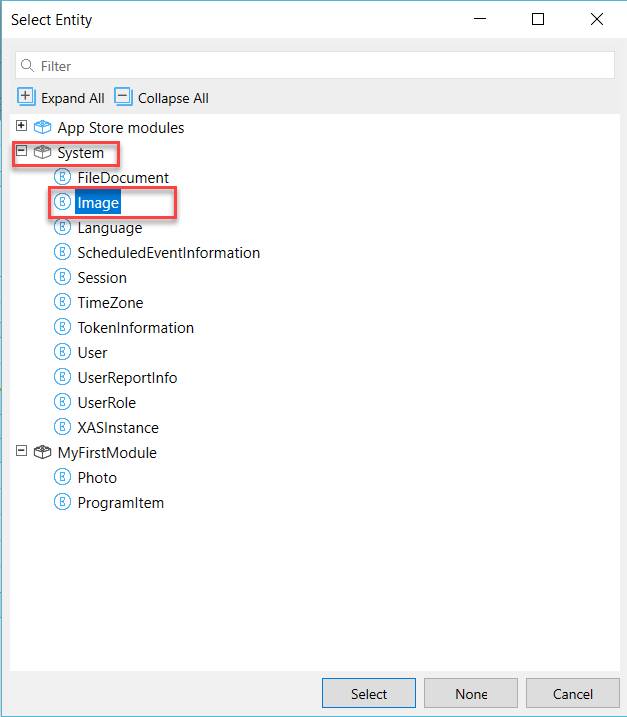 Select Entity
Filter
Expand All Collapse All
App Store modules
System
FileDocument
Image
Language
ScheduledEventInformation
Session
TimeZone
TokenInformation
User
UserReportInfo
UserRole
XASInstance
MyFirstModule
Photo
ProgramItem
Select None Cancel